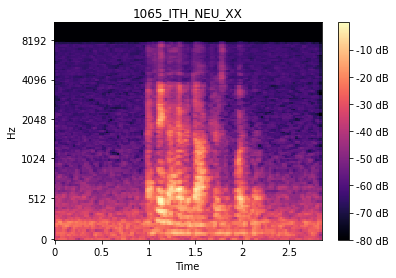 1065_ITH_NEU_XX
8192
4096
2048
1024
512
0
Hz
0
0.5
1
1.5
2
2.5
Time
-10 dB
-20 dB
-30 dB
-40 dB
-50 dB
-60 dB
-70 dB
-80 dB